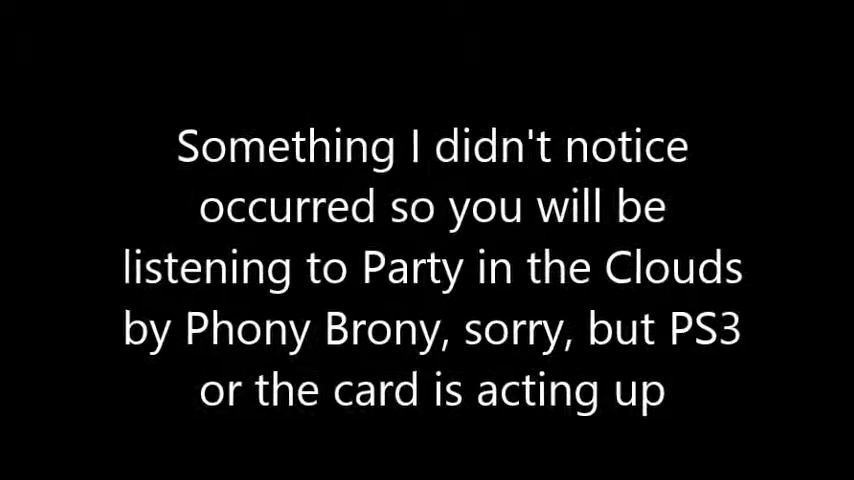 Something I didn't notice
occurred so you will be
listening to Party in the Clouds
by Phony Brony, sorry, but PS3
or the card is acting up